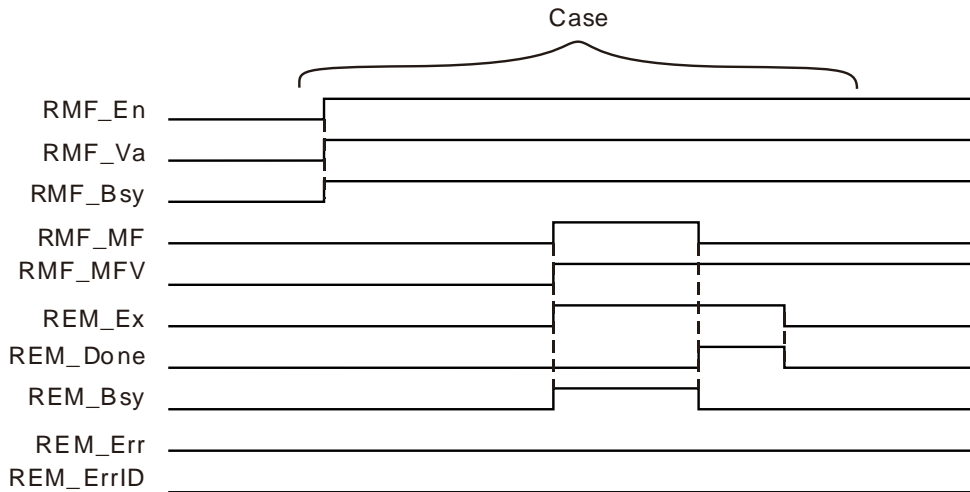 Case
RMF_En
RMF_Va
RMF_Bsy
RMF_MF
RMF_MFV
REM_Ex
REM_Done
REM_Bsy
REM_Err
REM_ErrID